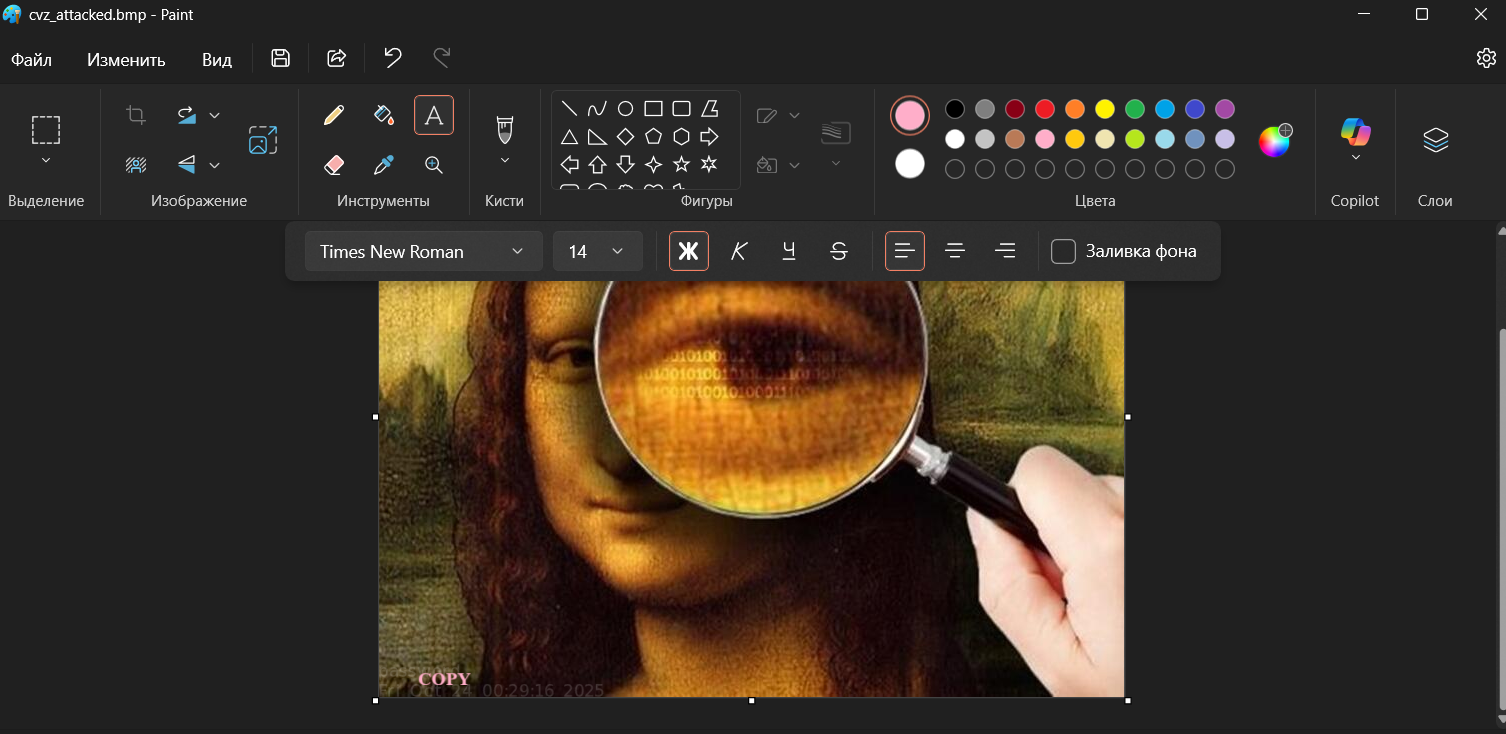 cvz_attacked.bmp - Paint
Файл Изменить Вид
Выделение Изображение Инструменты Кисти Фигуры Цвета Copilot Слои
Times New Roman 14 Ж К Ч S Заливка фона
COPY
24 00:29:16 2025